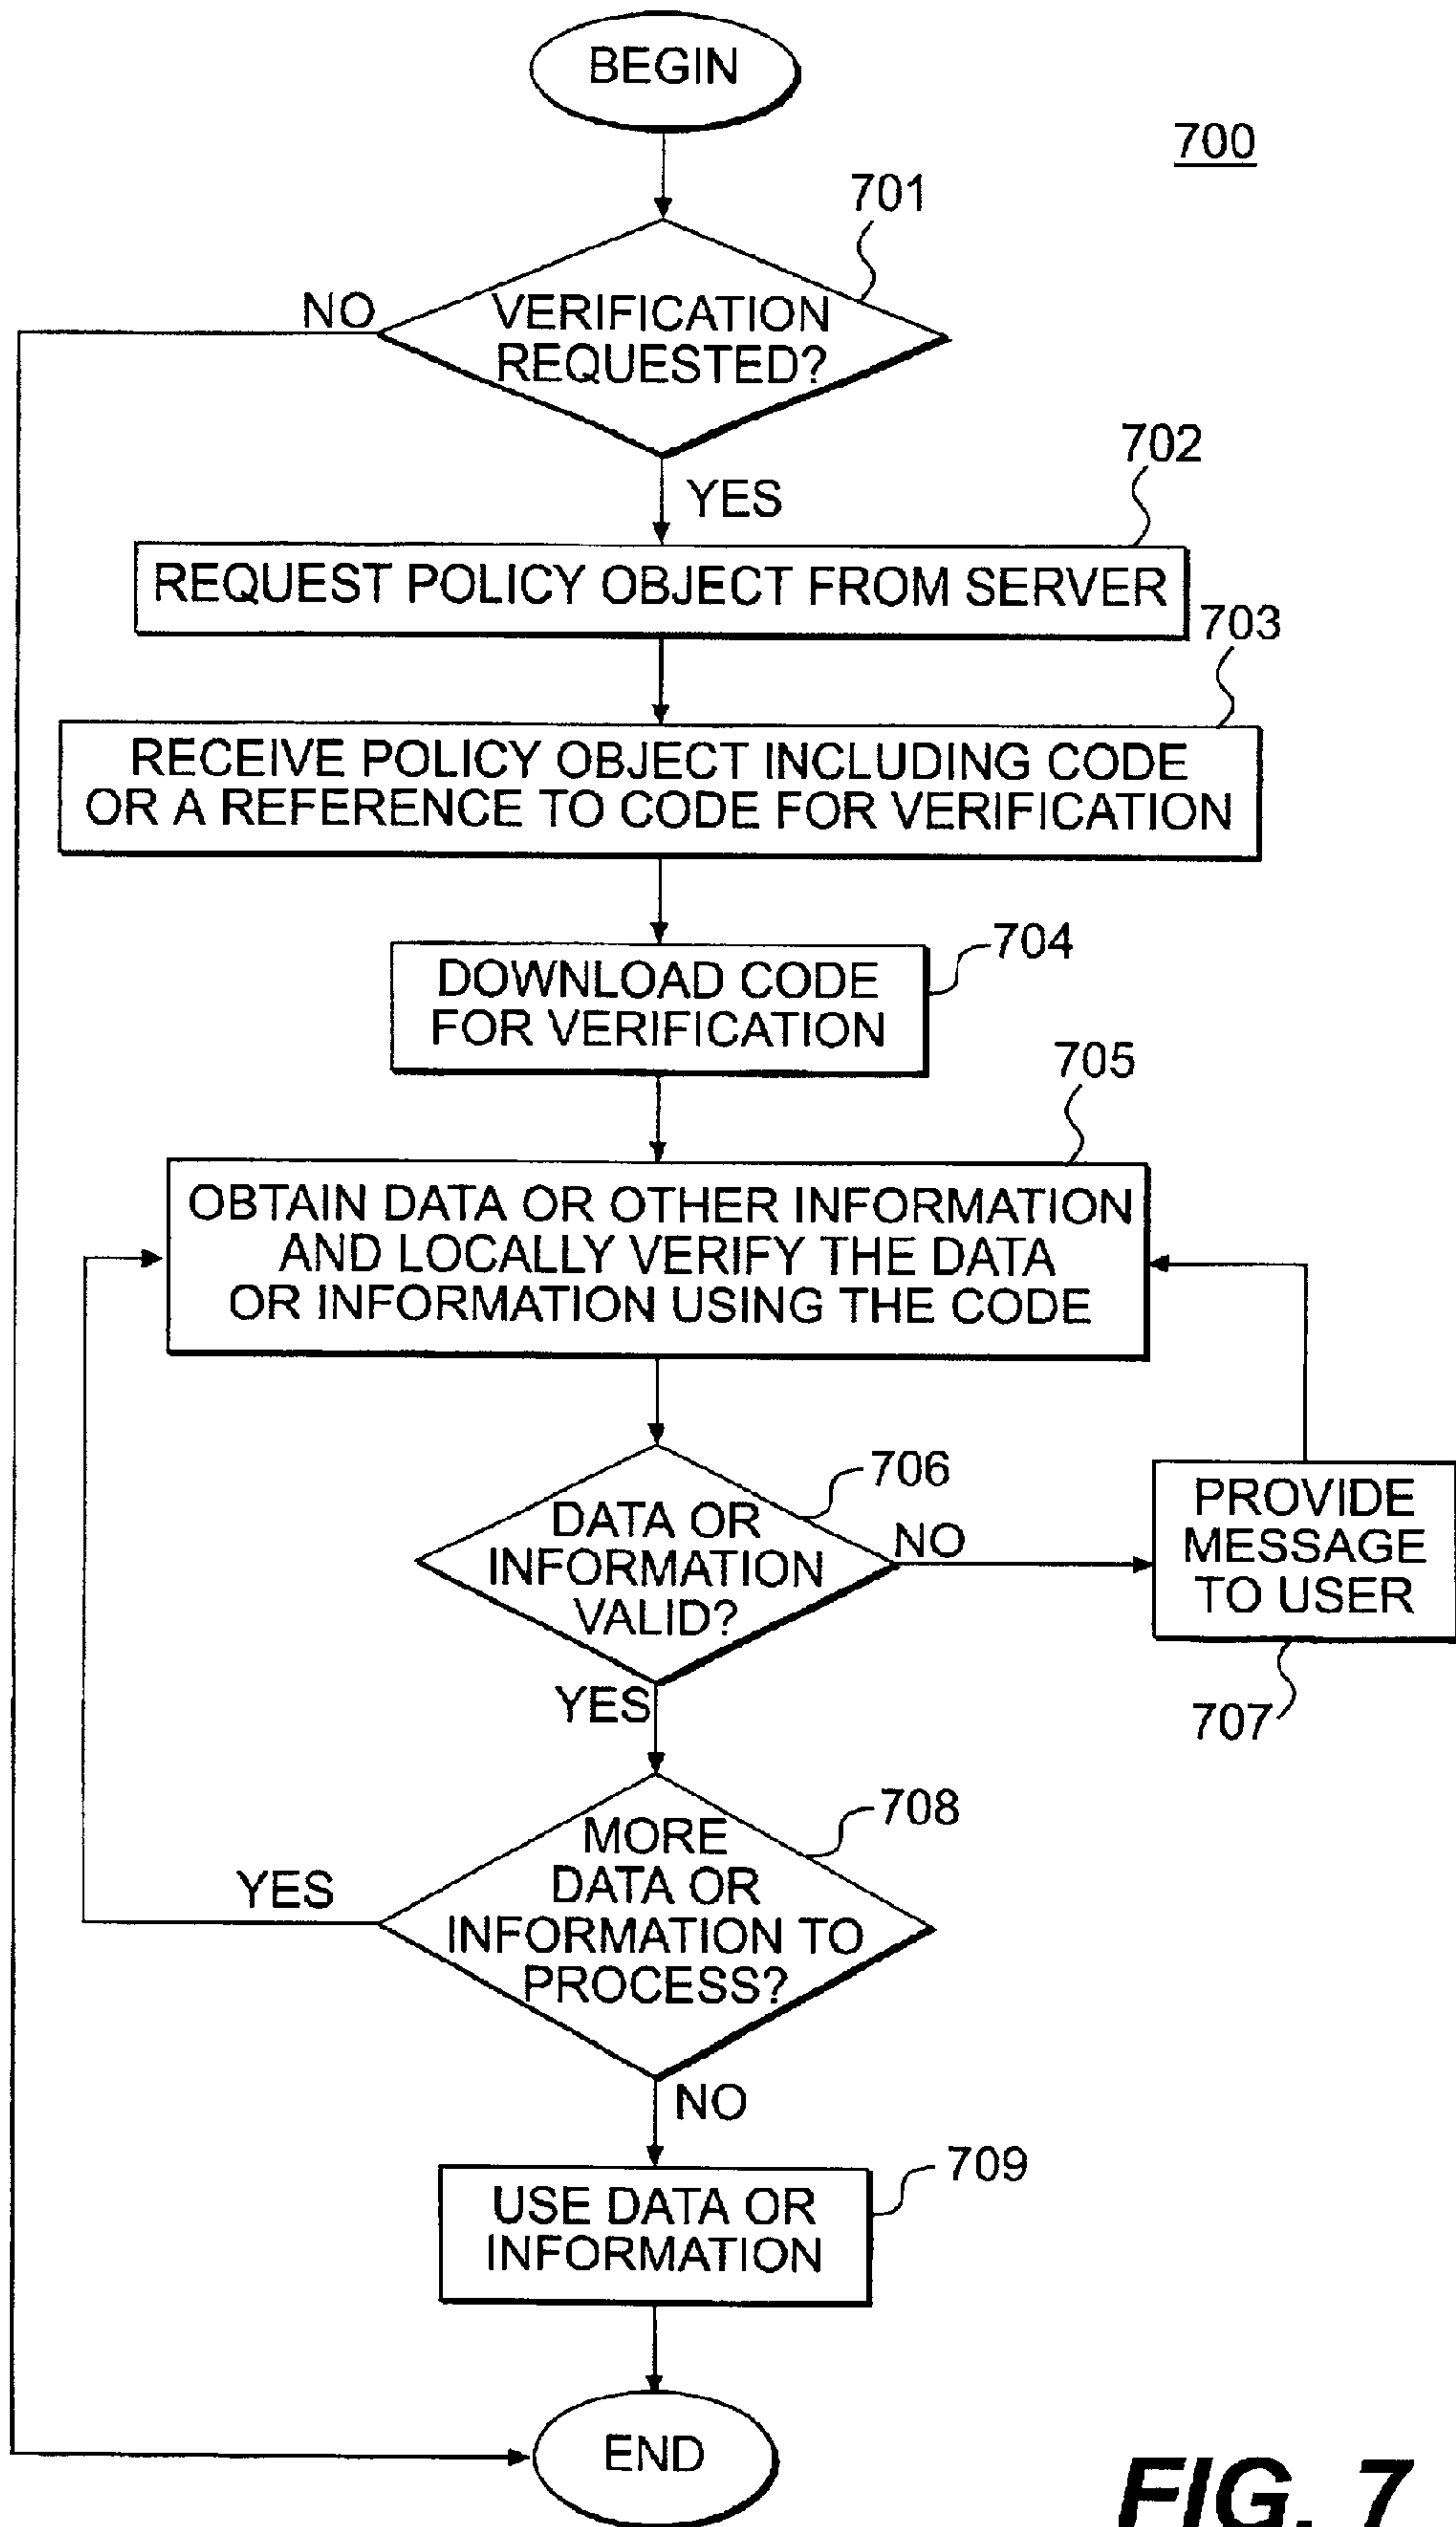 BEGIN
700
701
NO
VERIFICATION
REQUESTED?
702
YES
REQUEST POLICY OBJECT FROM SERVER
703
RECEIVE POLICY OBJECT INCLUDING CODE
OR A REFERENCE TO CODE FOR VERIFICATION
704
DOWNLOAD CODE
FOR VERIFICATION
705
OBTAIN DATA OR OTHER INFORMATION
AND LOCALLY VERIFY THE DATA
OR INFORMATION USING THE CODE
706
DATA OR
INFORMATION
VALID?
NO
PROVIDE
MESSAGE
TO USER
707
YES
708
MORE
DATA OR
INFORMATION TO
PROCESS?
YES
NO
709
USE DATA OR
INFORMATION
END
FIG. 7